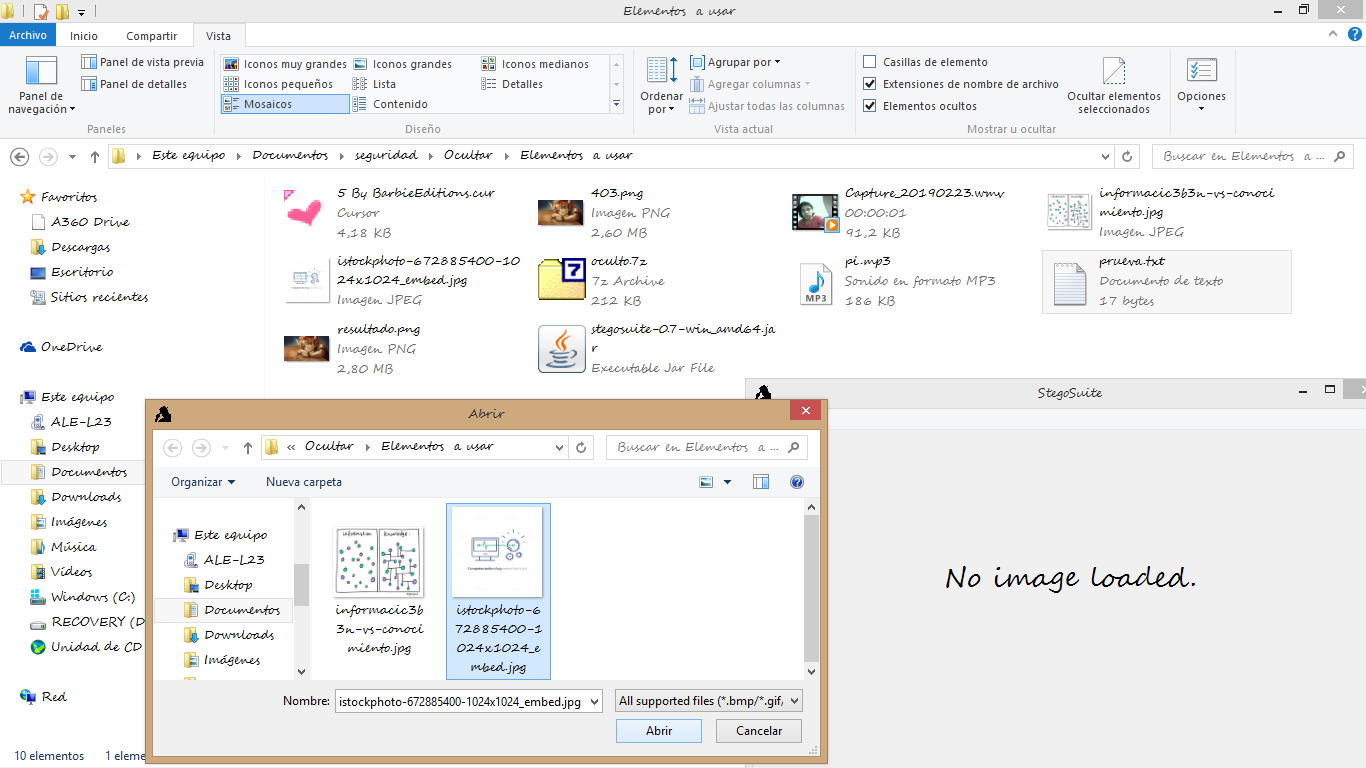 Elementos a usar
Archivo Inicio Compartir Vista
Panel de navegación
Panel de vista previa
Panel de detalles
Paneles
Iconos muy grandes Iconos grandes Iconos medianos
Iconos pequeños Lista Detalles
Mosaicos Contenido
Diseño
Ordenar por
Agrupar por
Agregar columnas
Ajustar todas las columnas
Vista actual
Casillas de elemento
Extensiones de nombre de archivo
Elementos ocultos
Ocultar elementos seleccionados
Mostrar u ocultar
Opciones
Este equipo Documentos seguridad Ocultar Elementos a usar
Buscar en Elementos a ...
Favoritos
A360 Drive
Descargas
Escritorio
Sitios recientes
OneDrive
Este equipo
ALE-L23
Desktop
Documentos
Downloads
Imágenes
Música
Vídeos
Windows (C:)
RECOVERY (D
Unidad de CD
Red
10 elementos 1 eleme
5 By BarbieEditions.cur
Cursor
4,18 KB
403.png
Imagen PNG
2,60 MB
Capture_20190223.wmv
00:00:01
91,2 KB
informacic3b3n-vs-conoci
miento.jpg
Imagen JPEG
istockphoto-672885400-10
24x1024_embed.jpg
Imagen JPEG
7
oculto.7z
7z Archive
212 KB
MP3
pi.mp3
Sonido en formato MP3
186 KB
prueva.txt
Documento de texto
17 bytes
resultado.png
Imagen PNG
2,80 MB
stegosuite-0.7-win_amd64.ja
r
Executable Jar File
StegoSuite
No image loaded.
Abrir
« Ocultar Elementos a usar
Buscar en Elementos a ...
Organizar Nueva carpeta
Este equipo
ALE-L23
Desktop
Documentos
Downloads
Imágenes
information knowledge
informacic3b
3n-vs-conoci
miento.jpg
istockphoto-6
72885400-1
024x1024_e
mbed.jpg
Nombre: istockphoto-672885400-1024x1024_embed.jpg All supported files (*.bmp/*.gif/
Abrir Cancelar